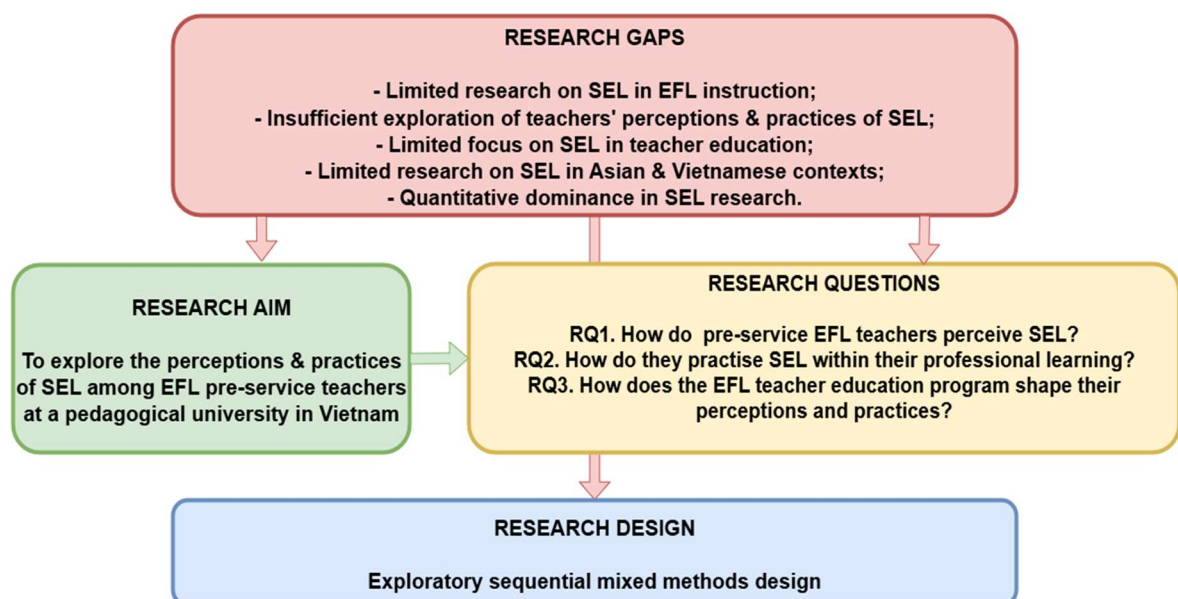 RESEARCH GAPS
- Limited research on SEL in EFL instruction;
- Insufficient exploration of teachers' perceptions & practices of SEL;
- Limited focus on SEL in teacher education;
- Limited research on SEL in Asian & Vietnamese contexts;
- Quantitative dominance in SEL research.
RESEARCH AIM
To explore the perceptions & practices
of SEL among EFL pre-service teachers
at a pedagogical university in Vietnam
RESEARCH QUESTIONS
RQ1. How do pre-service EFL teachers perceive SEL?
RQ2. How do they practise SEL within their professional learning?
RQ3. How does the EFL teacher education program shape their
perceptions and practices?
RESEARCH DESIGN
Exploratory sequential mixed methods design